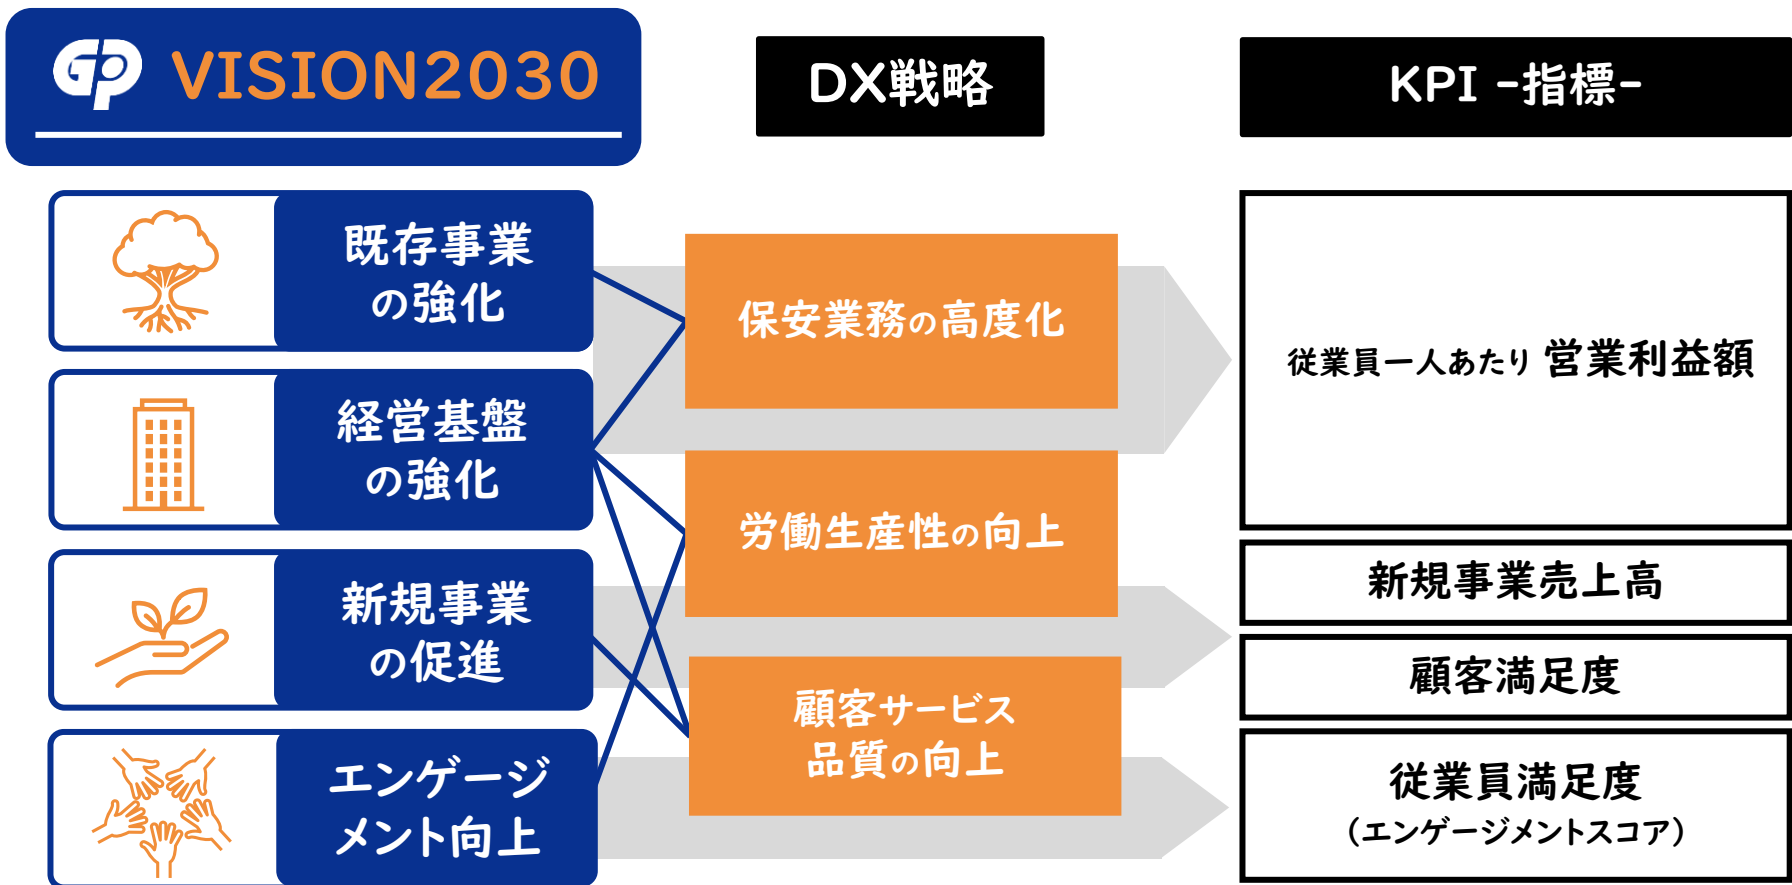 GP VISION2030
DX戦略
KPI -指標-
既存事業
の強化
経営基盤
の強化
新規事業
の促進
エンゲージ
メント向上
保安業務の高度化
労働生産性の向上
顧客サービス
品質の向上
従業員一人あたり 営業利益額
新規事業売上高
顧客満足度
従業員満足度
(エンゲージメントスコア)